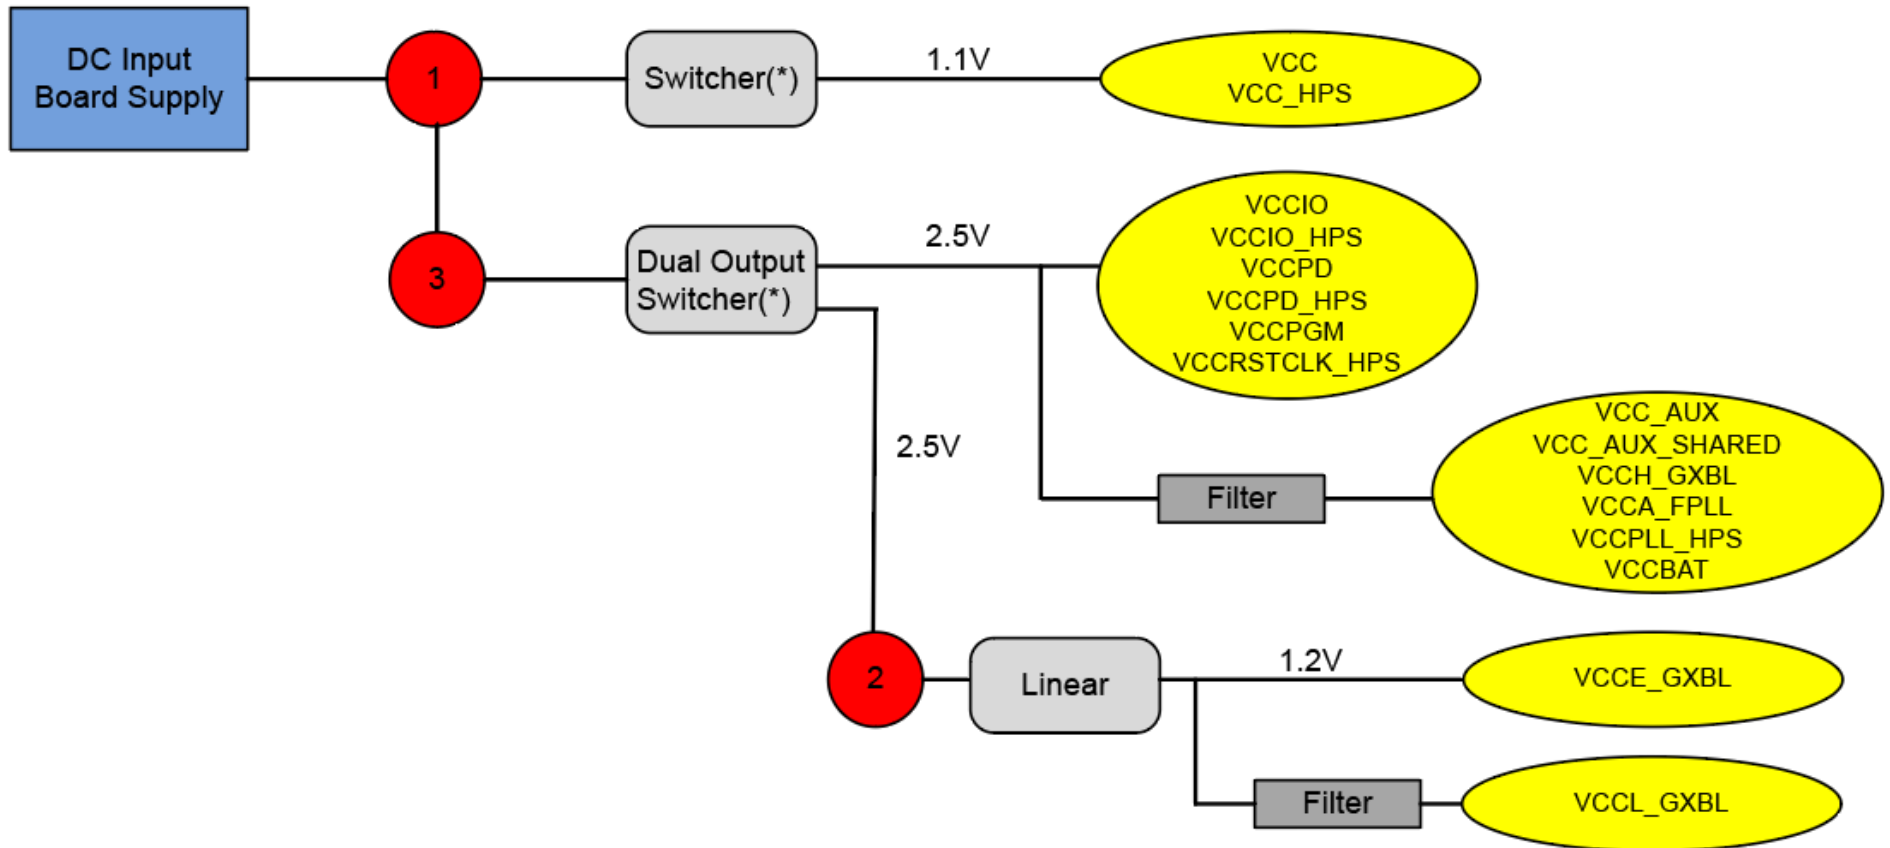 DC Input
Board Supply
1
Switcher(*)
1.1V
VCC
VCC_HPS
3
Dual Output
Switcher(*)
2.5V
VCCIO
VCCIO_HPS
VCCPD
VCCPD_HPS
VCCPGM
VCCRSTCLK_HPS
2.5V
Filter
VCC_AUX
VCC_AUX_SHARED
VCCH_GXBL
VCCA_FPLL
VCCPLL_HPS
VCCBAT
2
Linear
1.2V
VCCE_GXBL
Filter
VCCL_GXBL